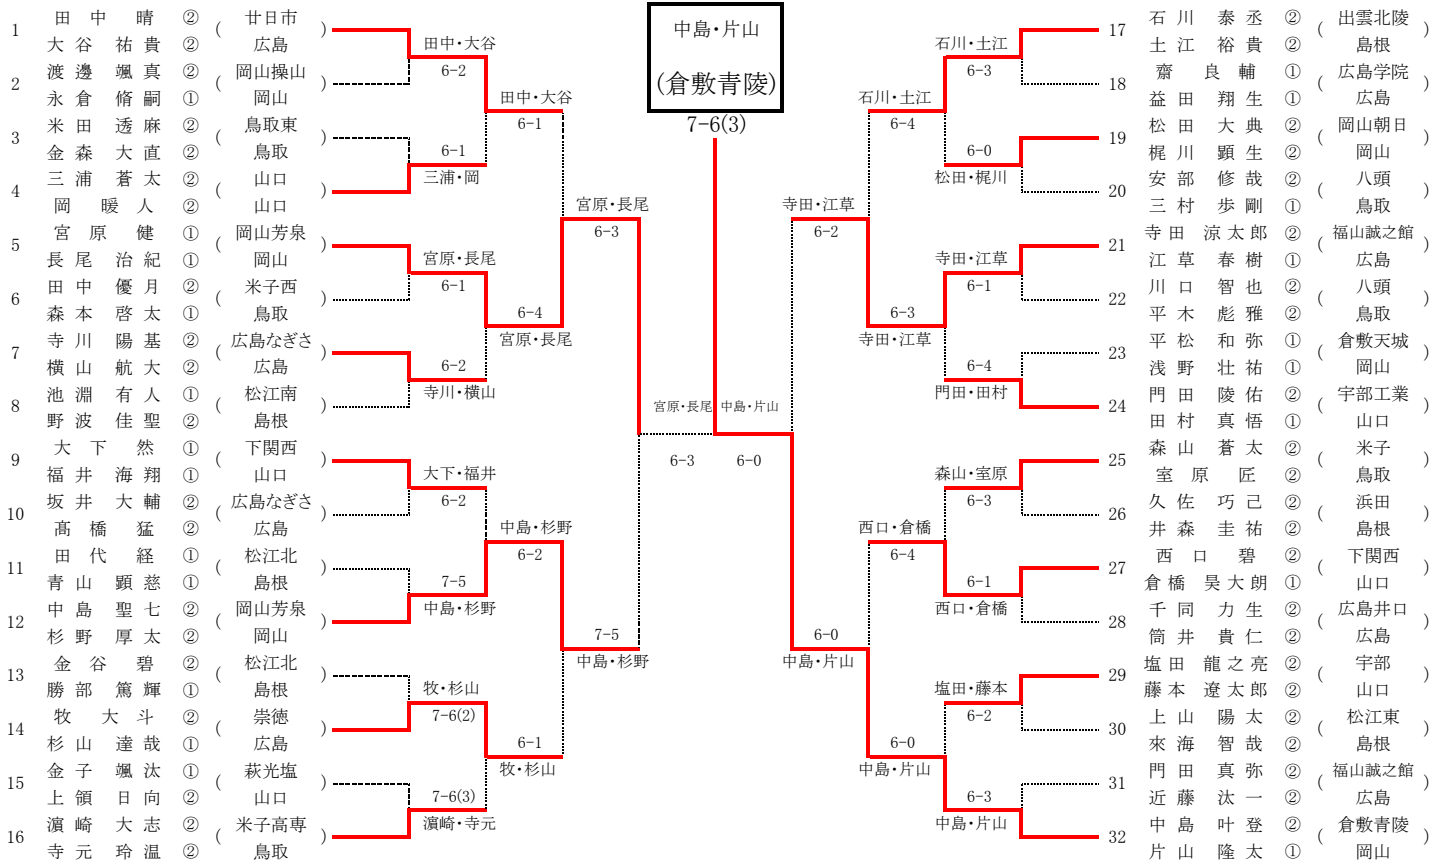 中島・片山
(倉敷青陵)
7-6(3)
1 田中 晴 ② ( 廿日市 )
大谷 祐貴 ② 広島
2 渡邊 颯真 ② ( 岡山操山 )
永倉 脩嗣 ① 岡山
3 米田 透麻 ② ( 鳥取東 )
金森 大直 ② 鳥取
4 三浦 蒼太 ② ( 山口 )
岡 暖人 ② 山口
5 宮原 健 ① ( 岡山芳泉 )
長尾 治紀 ① 岡山
6 田中 優月 ② ( 米子西 )
森本 啓太 ① 鳥取
7 寺川 陽基 ② ( 広島なぎさ )
横山 航大 ② 広島
8 池淵 有人 ① ( 松江南 )
野波 佳聖 ② 島根
9 大下 然 ① ( 下関西 )
福井 海翔 ① 山口
10 坂井 大輔 ② ( 広島なぎさ )
髙橋 猛 ② 広島
11 田代 経 ① ( 松江北 )
青山 顕慈 ① 島根
12 中島 聖七 ② ( 岡山芳泉 )
杉野 厚太 ② 岡山
13 金谷 碧 ② ( 松江北 )
勝部 篤輝 ① 島根
14 牧 大斗 ② ( 崇徳 )
杉山 達哉 ① 広島
15 金子 颯汰 ① ( 萩光塩 )
上領 日向 ② 山口
16 濵崎 大志 ② ( 米子高専 )
寺元 玲温 ② 鳥取
田中・大谷
6-2
6-1
三浦・岡
宮原・長尾
6-1
6-2
寺川・横山
大下・福井
6-2
7-5
中島・杉野
牧・杉山
7-6(2)
7-6(3)
濵崎・寺元
田中・大谷
6-1
6-4
宮原・長尾
中島・杉野
6-2
6-1
牧・杉山
宮原・長尾
6-3
7-5
中島・杉野
宮原・長尾 中島・片山
6-3 6-0
寺田・江草
6-2
6-0
中島・片山
石川・土江
6-4
6-3
寺田・江草
西口・倉橋
6-4
6-0
中島・片山
石川・土江
6-3
6-0
松田・梶川
寺田・江草
6-1
6-4
門田・田村
森山・室原
6-3
6-1
西口・倉橋
塩田・藤本
6-2
6-3
中島・片山
17 石川 泰丞 ② ( 出雲北陵 )
土江 裕貴 ② 島根
18 齋 良輔 ① ( 広島学院 )
益田 翔生 ① 広島
19 松田 大典 ② ( 岡山朝日 )
梶川 顕生 ② 岡山
20 安部 修哉 ② ( 八頭 )
三村 歩剛 ① 鳥取
21 寺田 涼太郎 ② ( 福山誠之館 )
江草 春樹 ① 広島
22 川口 智也 ② ( 八頭 )
平木 彪雅 ② 鳥取
23 平松 和弥 ① ( 倉敷天城 )
浅野 壮祐 ① 岡山
24 門田 陵佑 ② ( 宇部工業 )
田村 真悟 ① 山口
25 森山 蒼太 ② ( 米子 )
室原 匠 ② 鳥取
26 久佐 巧己 ② ( 浜田 )
井森 圭祐 ② 島根
27 西口 碧 ② ( 下関西 )
倉橋 昊大朗 ① 山口
28 千同 力生 ② ( 広島井口 )
筒井 貴仁 ② 広島
29 塩田 龍之亮 ② ( 宇部 )
藤本 遼太郎 ② 山口
30 上山 陽太 ② ( 松江東 )
來海 智哉 ② 島根
31 門田 真弥 ② ( 福山誠之館 )
近藤 汰一 ② 広島
32 中島 叶登 ② ( 倉敷青陵 )
片山 隆太 ① 岡山